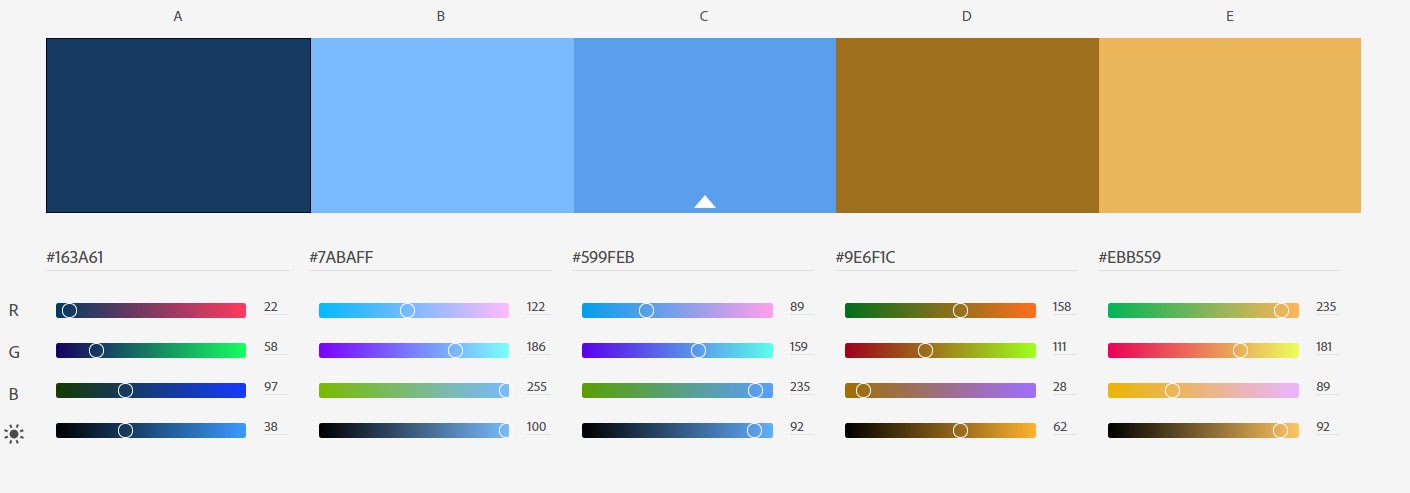 A B C D E
#163A61 #7ABAFF #599FEB #9E6F1C #EBB559
R 22 122 89 158 235
G 58 186 159 111 181
B 97 255 235 28 89
38 100 92 62 92